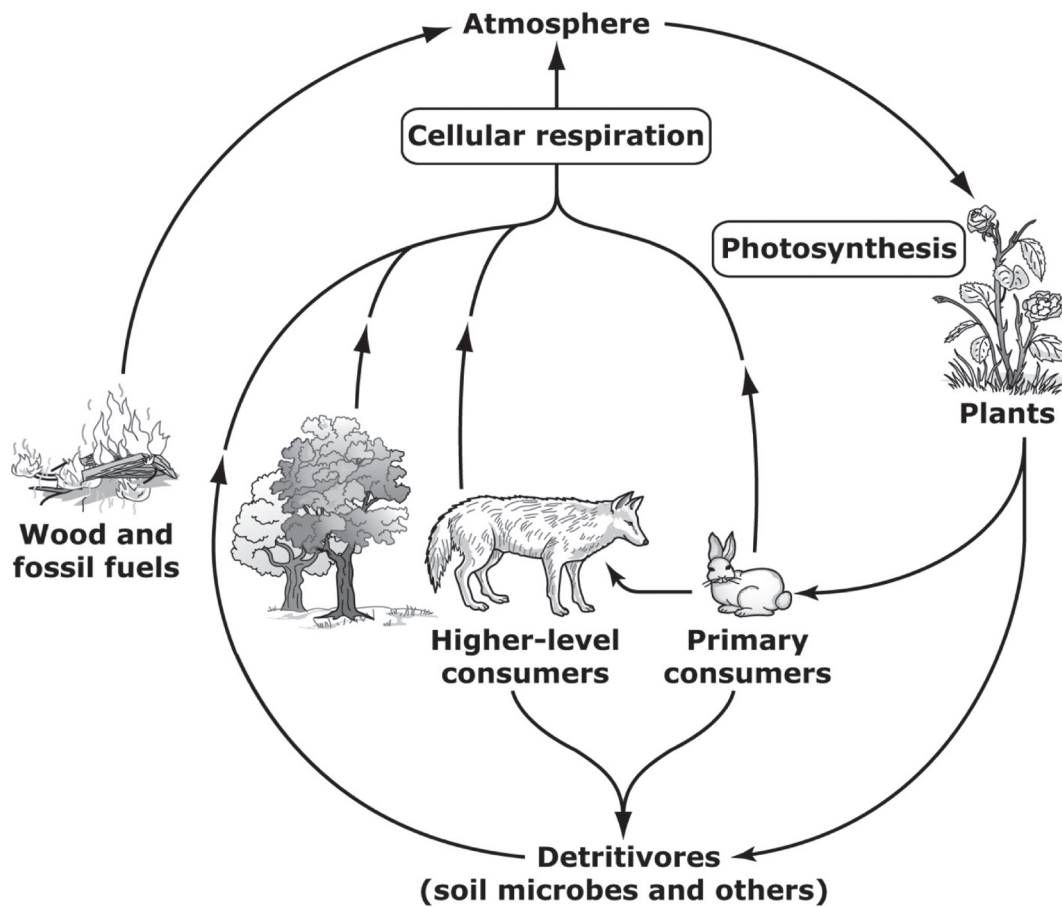 Atmosphere
Cellular respiration
Photosynthesis
Plants
Wood and
fossil fuels
Higher-level
consumers
Primary
consumers
Detritivores
(soil microbes and others)